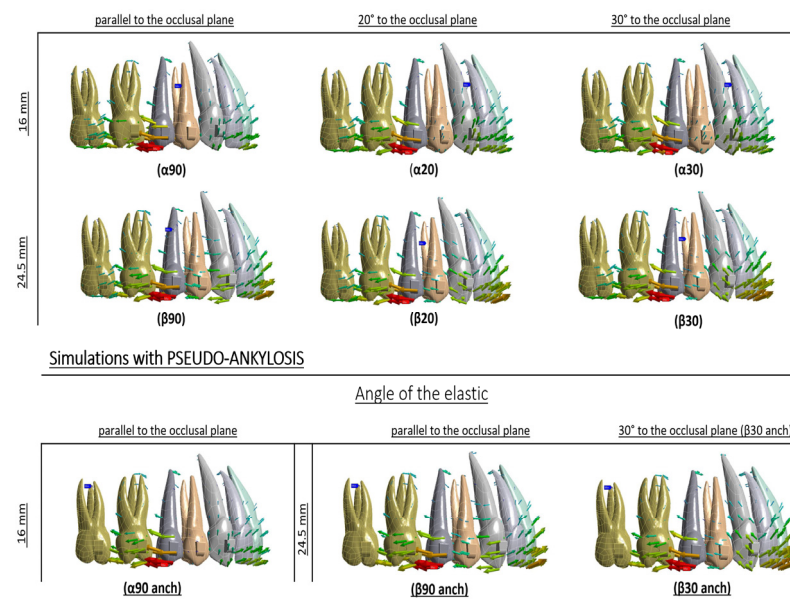 parallel to the occlusal plane
20° to the occlusal plane
30° to the occlusal plane
16 mm
(α90)
(α20)
(α30)
24.5 mm
(β90)
(β20)
(β30)
Simulations with PSEUDO-ANKYLOSIS
Angle of the elastic
parallel to the occlusal plane
parallel to the occlusal plane
30° to the occlusal plane (β30 anch)
16 mm
24.5 mm
(α90 anch)
(β90 anch)
(β30 anch)